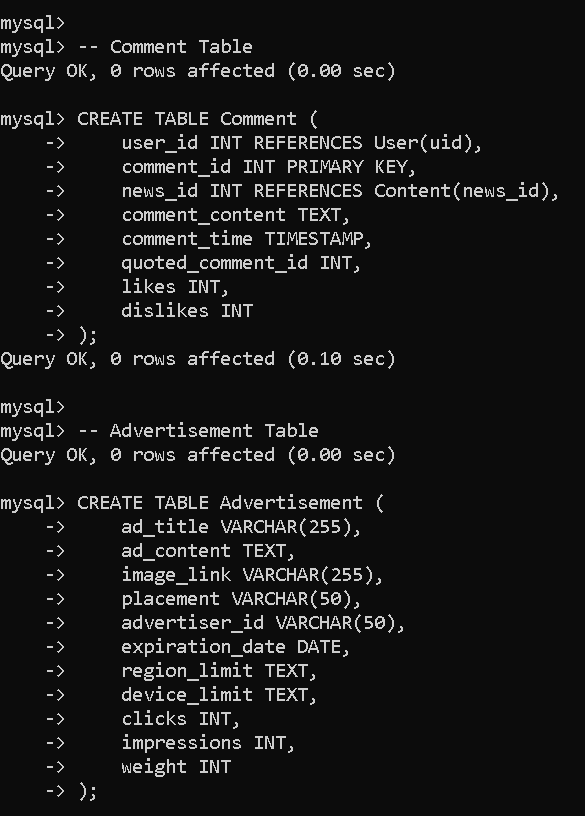 mysql>
mysql> -- Comment Table
Query OK, 0 rows affected (0.00 sec)

mysql> CREATE TABLE Comment (
    ->     user_id INT REFERENCES User(uid),
    ->     comment_id INT PRIMARY KEY,
    ->     news_id INT REFERENCES Content(news_id),
    ->     comment_content TEXT,
    ->     comment_time TIMESTAMP,
    ->     quoted_comment_id INT,
    ->     likes INT,
    ->     dislikes INT
    -> );
Query OK, 0 rows affected (0.10 sec)

mysql>
mysql> -- Advertisement Table
Query OK, 0 rows affected (0.00 sec)

mysql> CREATE TABLE Advertisement (
    ->     ad_title VARCHAR(255),
    ->     ad_content TEXT,
    ->     image_link VARCHAR(255),
    ->     placement VARCHAR(50),
    ->     advertiser_id VARCHAR(50),
    ->     expiration_date DATE,
    ->     region_limit TEXT,
    ->     device_limit TEXT,
    ->     clicks INT,
    ->     impressions INT,
    ->     weight INT
    -> );